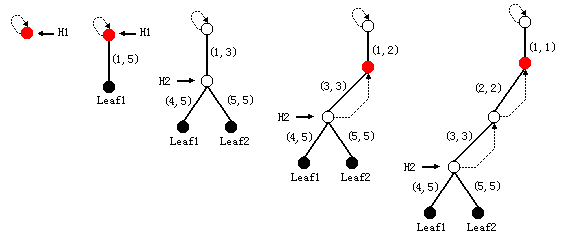 H1
H1
(1,5)
Leaf1
(1,3)
H2
(4,5)
(5,5)
Leaf1
Leaf2
(1,2)
(3,3)
H2
(4,5)
(5,5)
Leaf1
Leaf2
(1,1)
(2,2)
(3,3)
H2
(4,5)
(5,5)
Leaf1
Leaf2